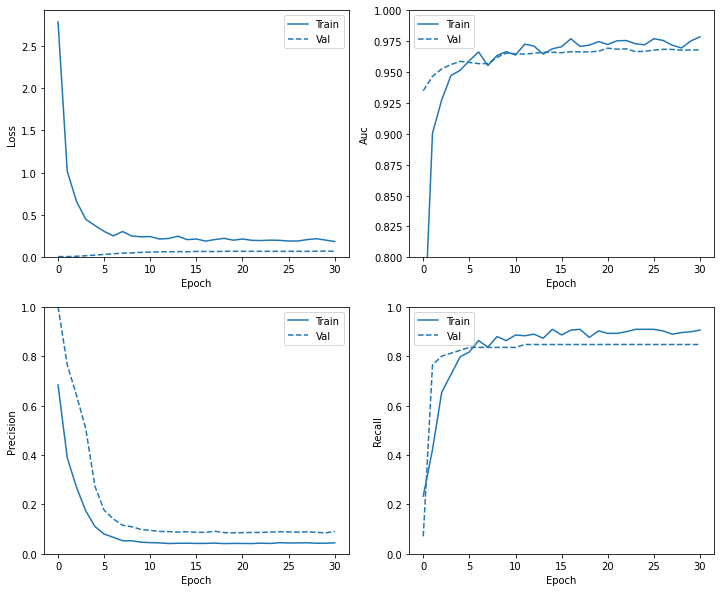 Train
Val
Loss
2.5
2.0
1.5
1.0
0.5
0.0
0 5 10 15 20 25 30
Epoch
Train
Val
Auc
1.000
0.975
0.950
0.925
0.900
0.875
0.850
0.825
0.800
0 5 10 15 20 25 30
Epoch
Train
Val
Precision
1.0
0.8
0.6
0.4
0.2
0.0
0 5 10 15 20 25 30
Epoch
Train
Val
Recall
1.0
0.8
0.6
0.4
0.2
0.0
0 5 10 15 20 25 30
Epoch